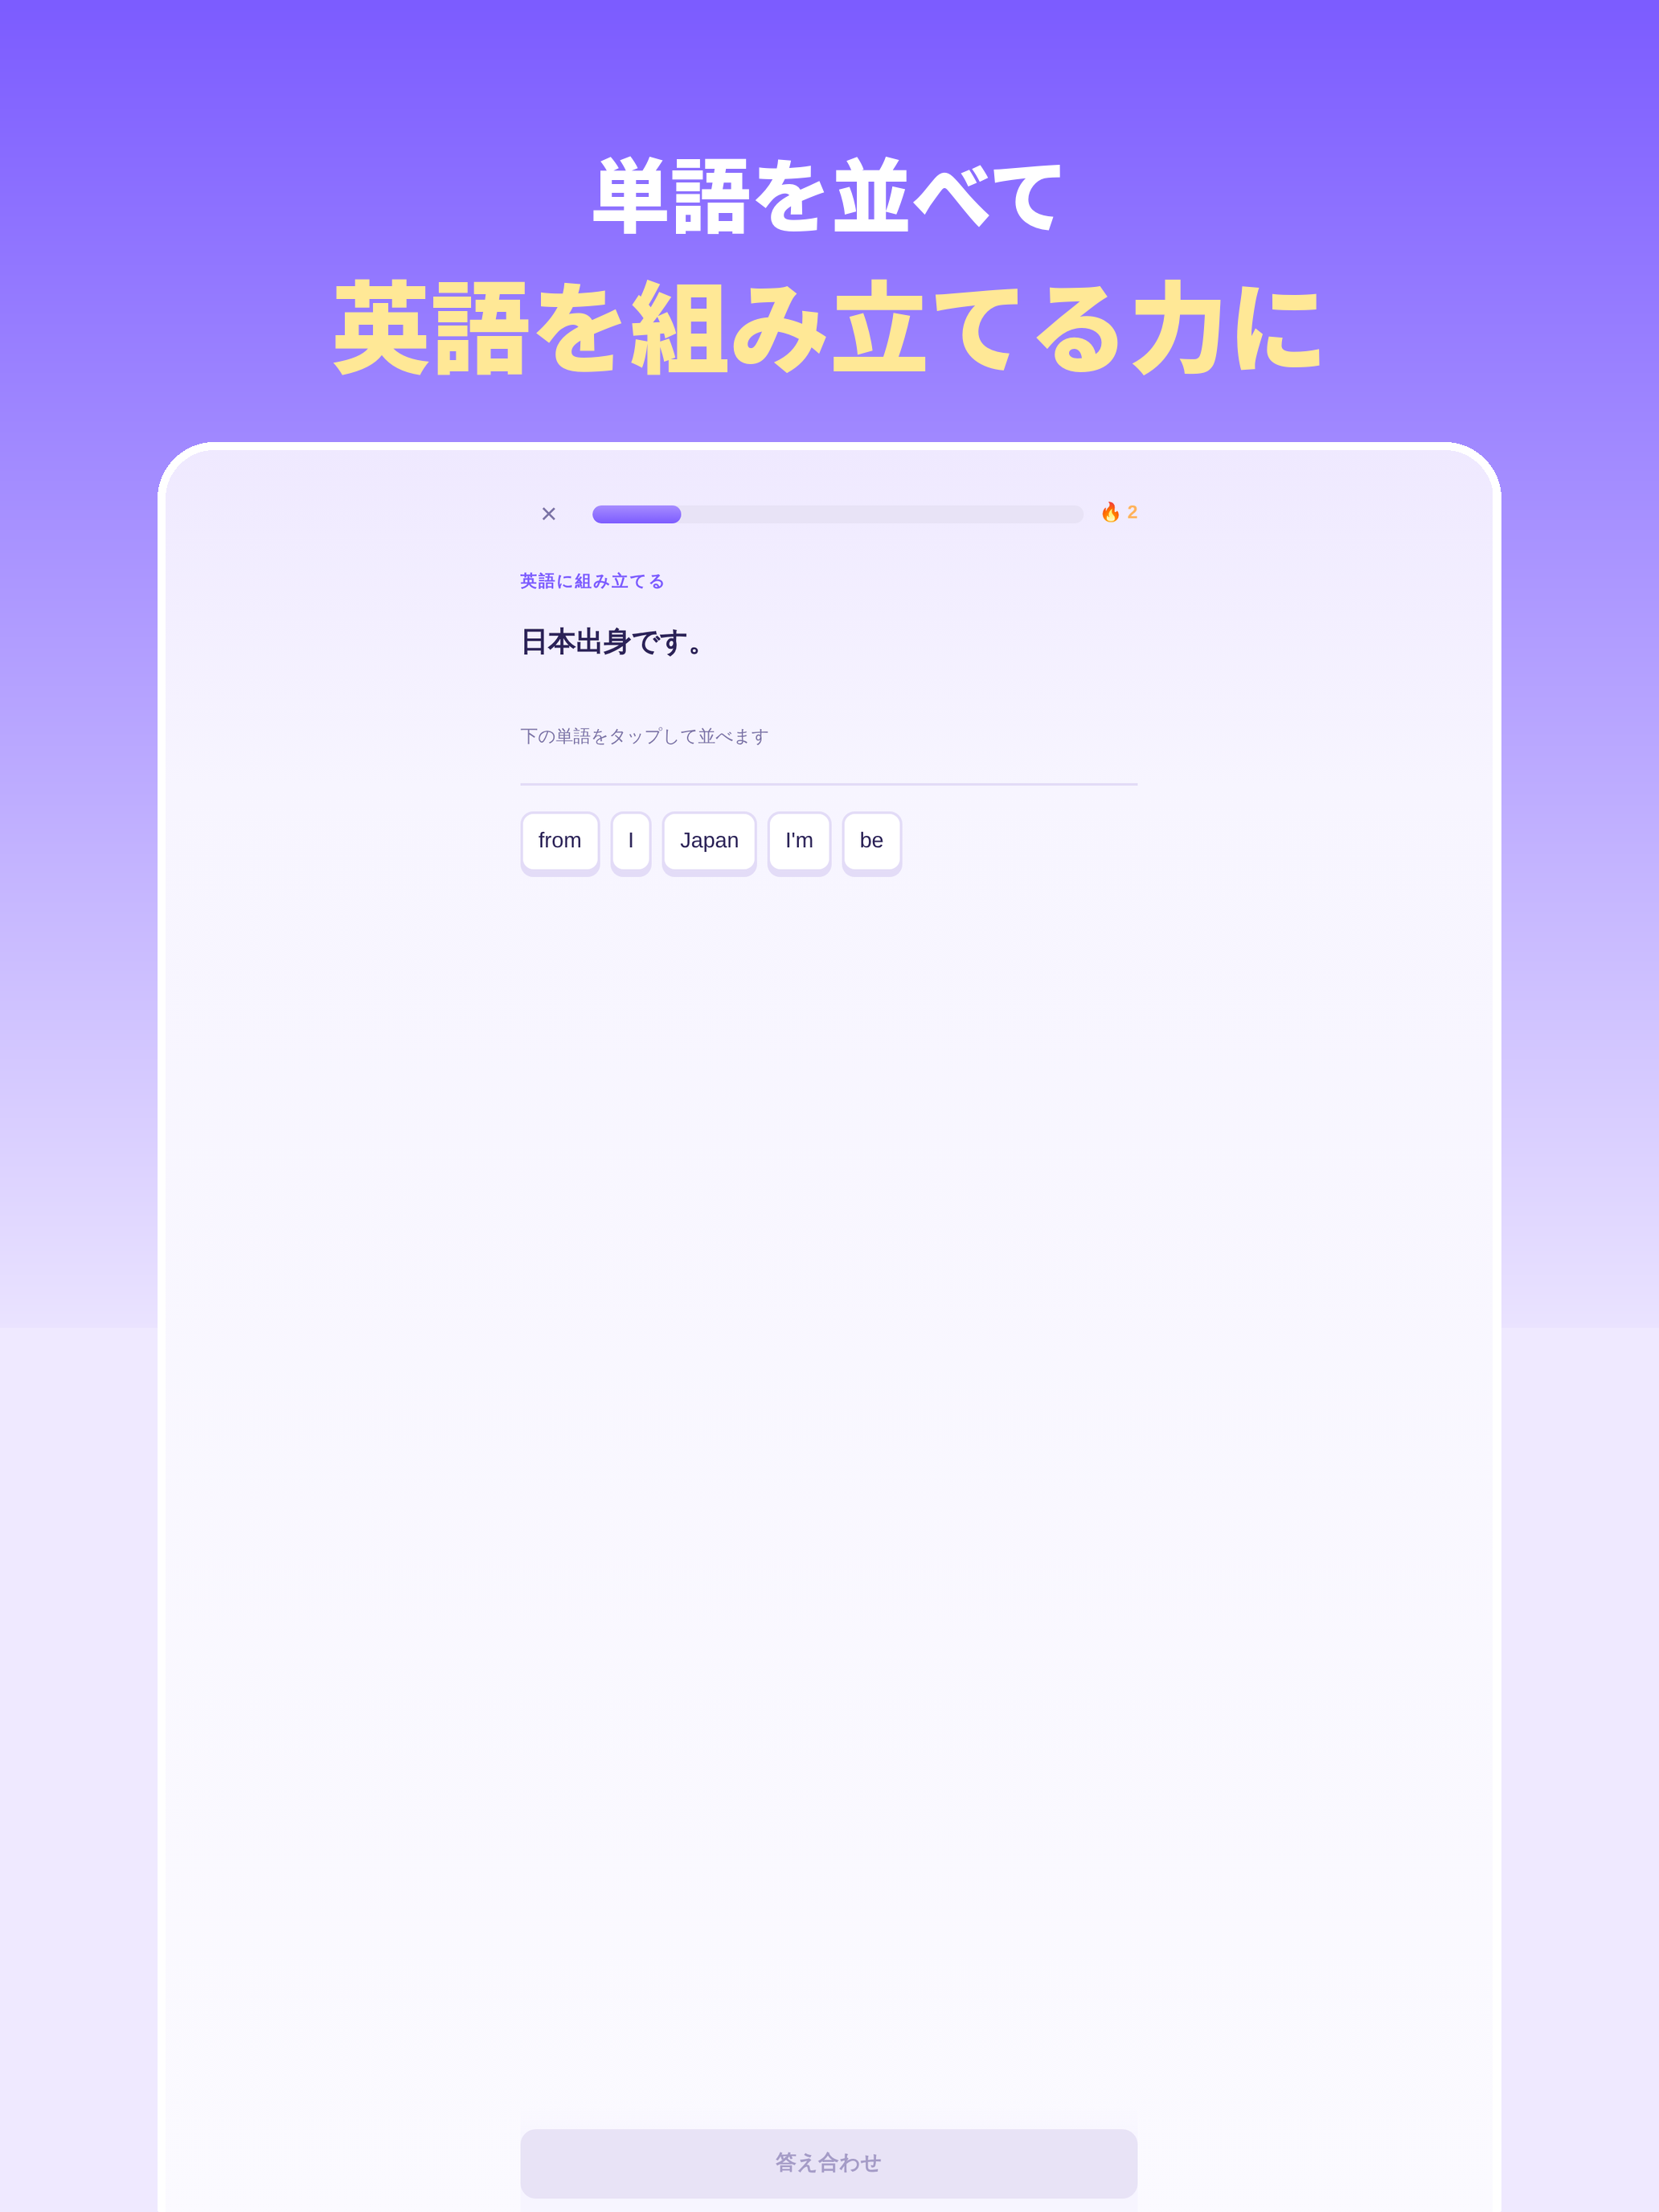 単語を並べて
英語を組み立てる力に
✕ 🔥 2
英語に組み立てる
日本出身です。
下の単語をタップして並べます
from I Japan I'm be
答え合わせ